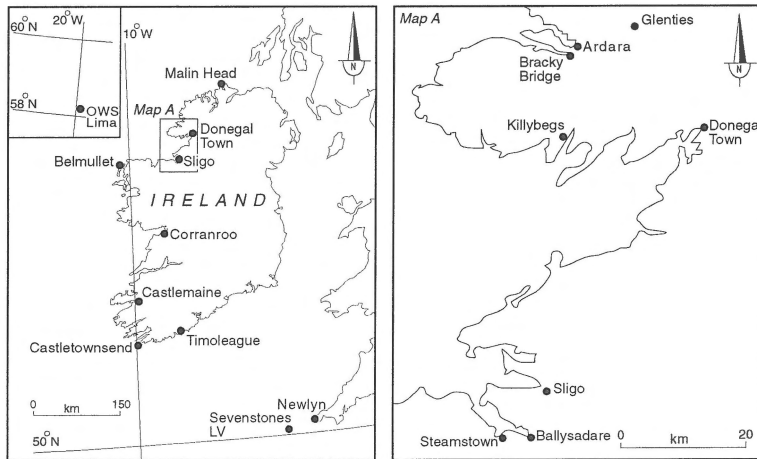 60 N
20°
W
58 N
OWS
Lima
10°
W
N
Malin Head
Map A
Donegal
Town
Belmullet
Sligo
IRELAND
Corranroo
Castlemaine
Timoleague
Castletownsend
0 150
km
Newlyn
Sevenstones
LV
50°N
Map A
Glenties
Ardara
Bracky
Bridge
N
Killybegs
Donega
Town
Sligo
Steamstown
Ballysadare
0 20
km